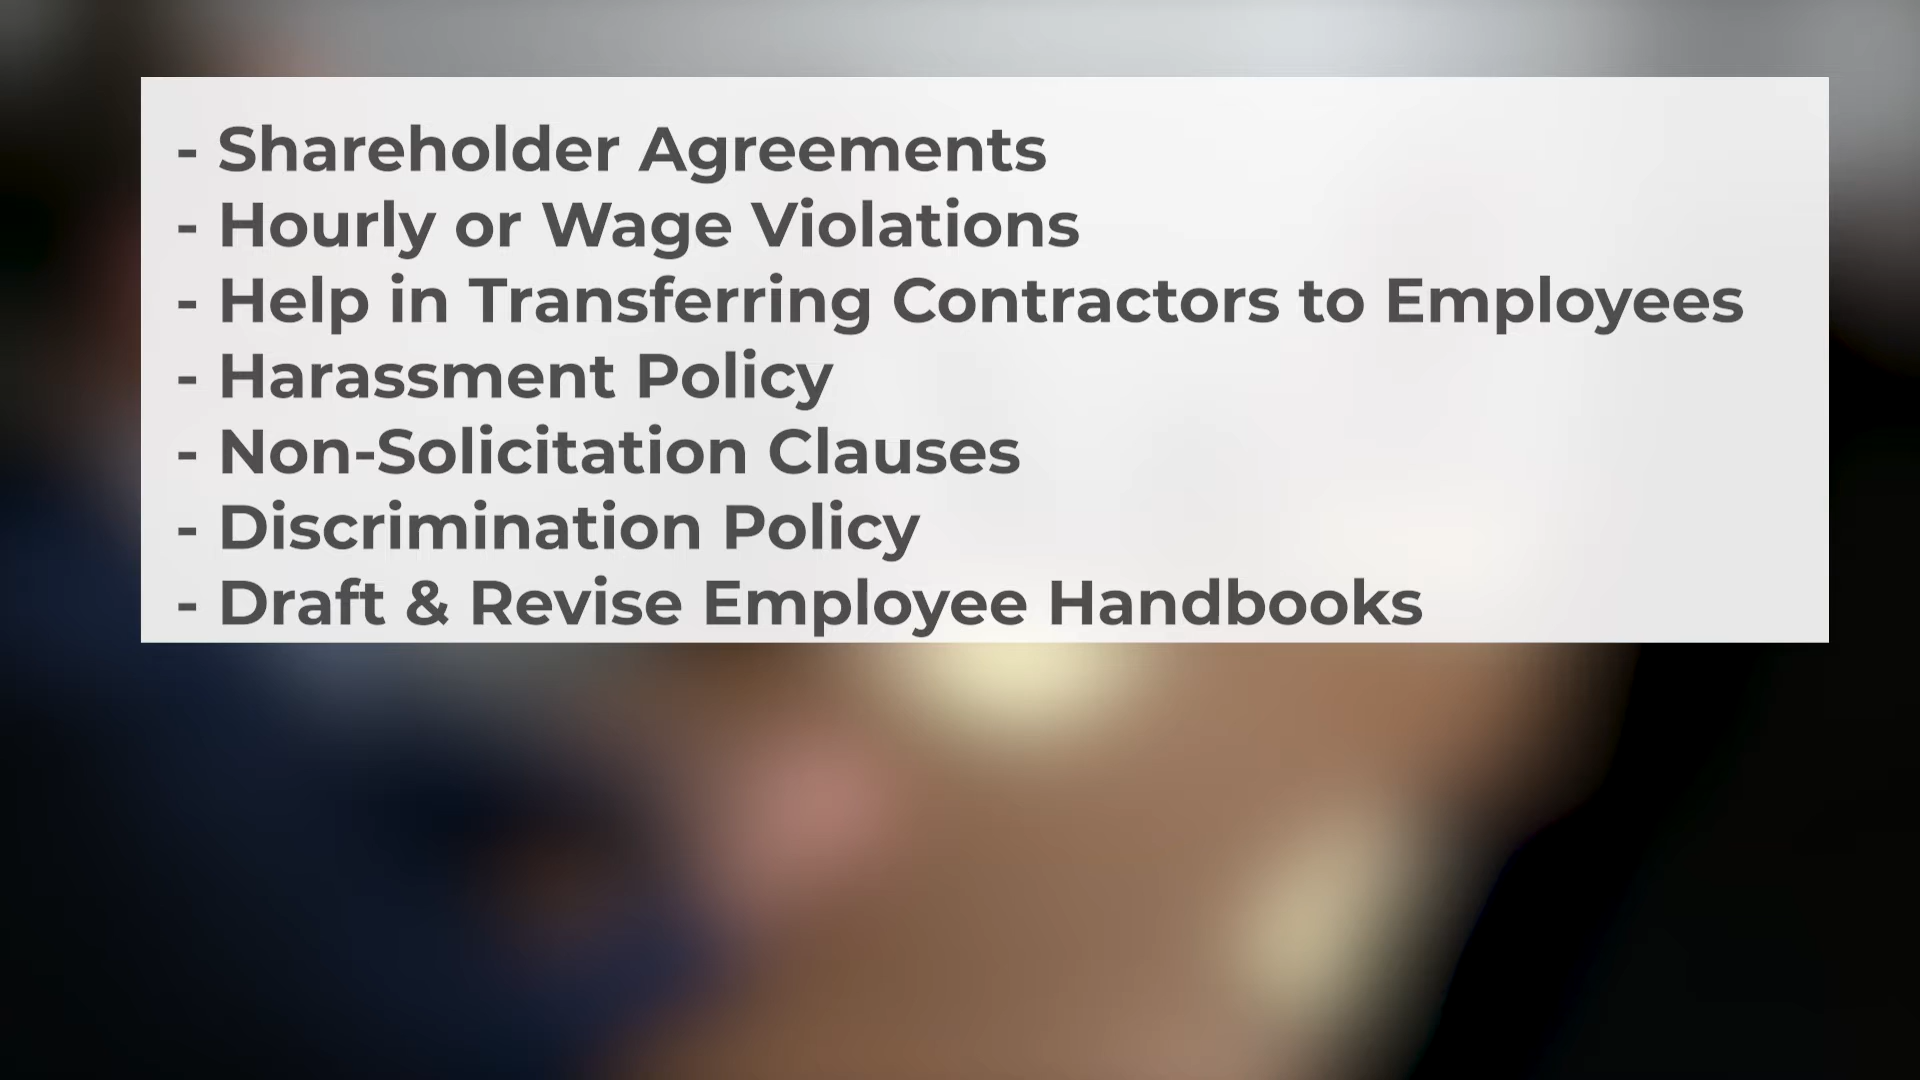 - Shareholder Agreements
- Hourly or Wage Violations
- Help in Transferring Contractors to Employees
- Harassment Policy
- Non-Solicitation Clauses
- Discrimination Policy
- Draft & Revise Employee Handbooks